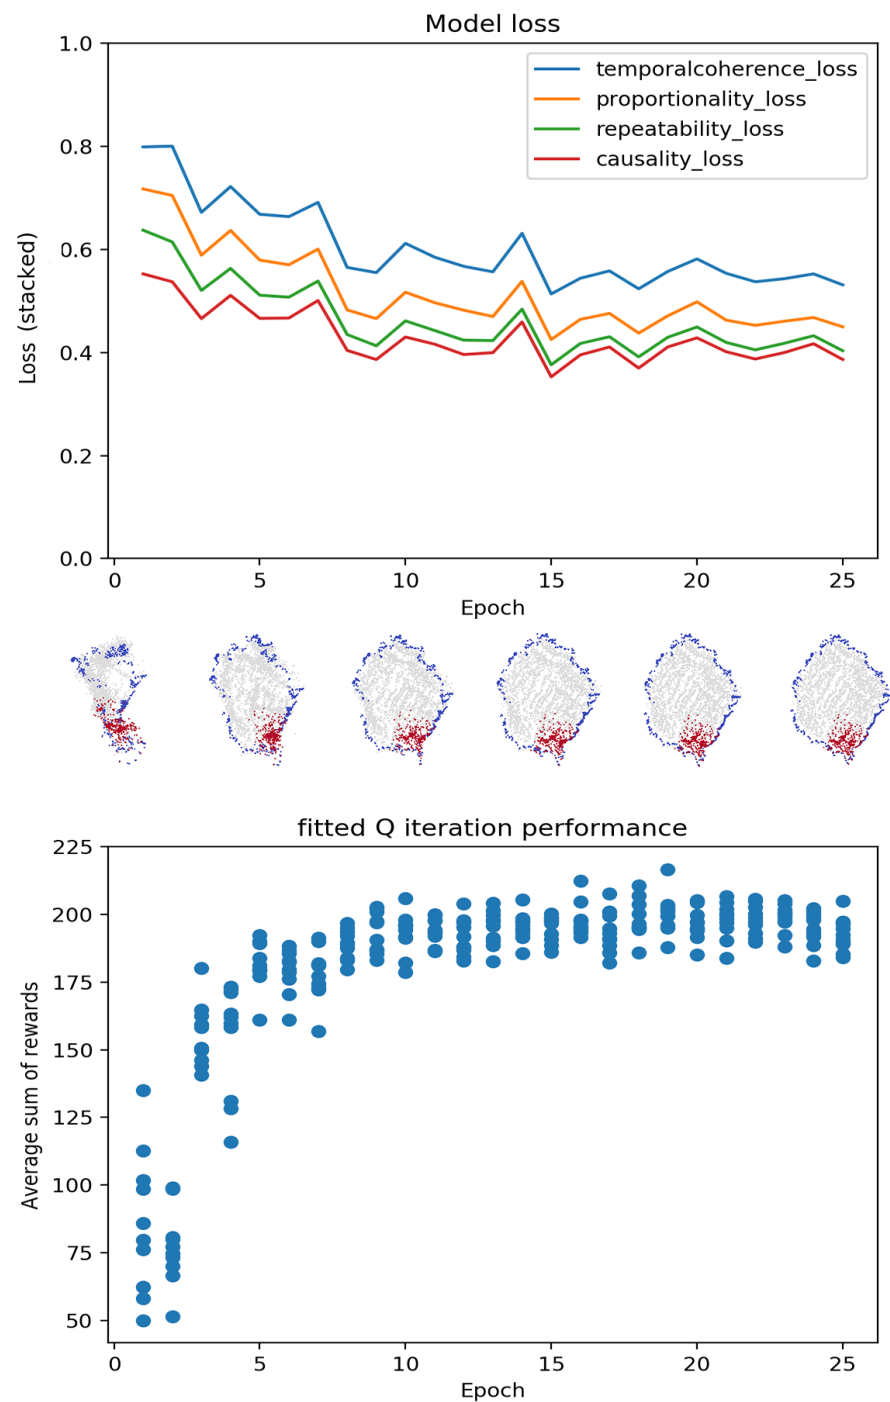 Model loss
1.0
0.8
0.6
0.4
0.2
0.0
Loss (stacked)
temporalcoherence_loss
proportionality_loss
repeatability_loss
causality_loss
0 5 10 15 20 25
Epoch
fitted Q iteration performance
225
200
175
150
125
100
75
50
Average sum of rewards
0 5 10 15 20 25
Epoch